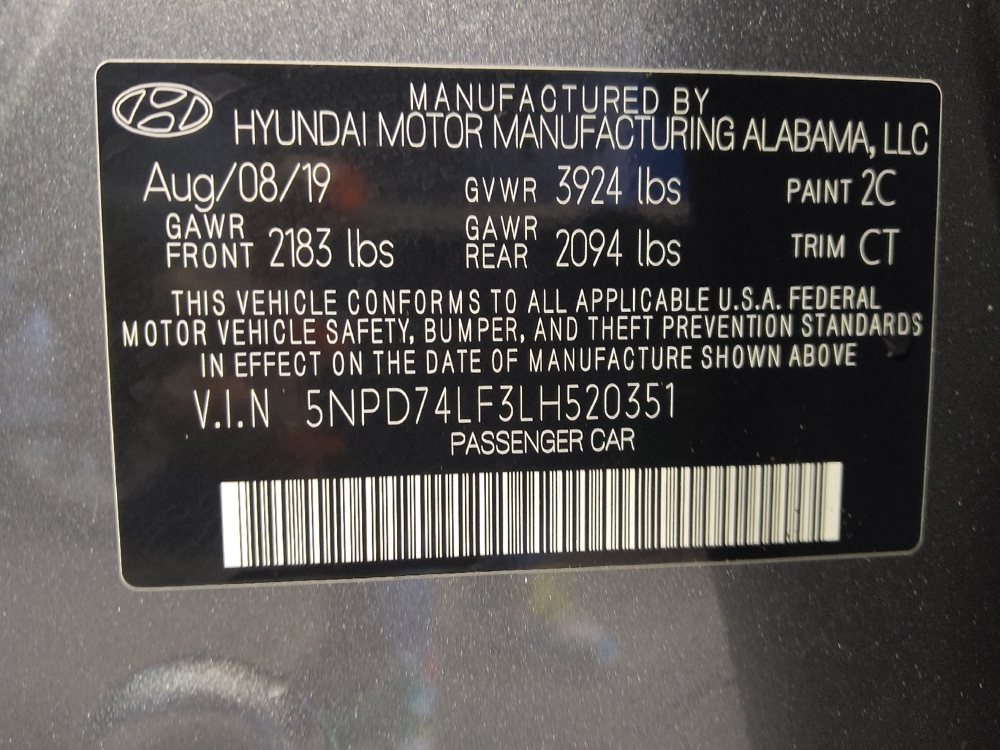 MANUFACTURED BY
HYUNDAI MOTOR MANUFACTURING ALABAMA, LLC
Aug/08/19 GVWR 3924 lbs PAINT 2C
GAWR FRONT 2183 lbs GAWR REAR 2094 lbs TRIM CT
THIS VEHICLE CONFORMS TO ALL APPLICABLE U.S.A. FEDERAL
MOTOR VEHICLE SAFETY, BUMPER, AND THEFT PREVENTION STANDARDS
IN EFFECT ON THE DATE OF MANUFACTURE SHOWN ABOVE
V.I.N 5NPD74LF3LH520351
PASSENGER CAR